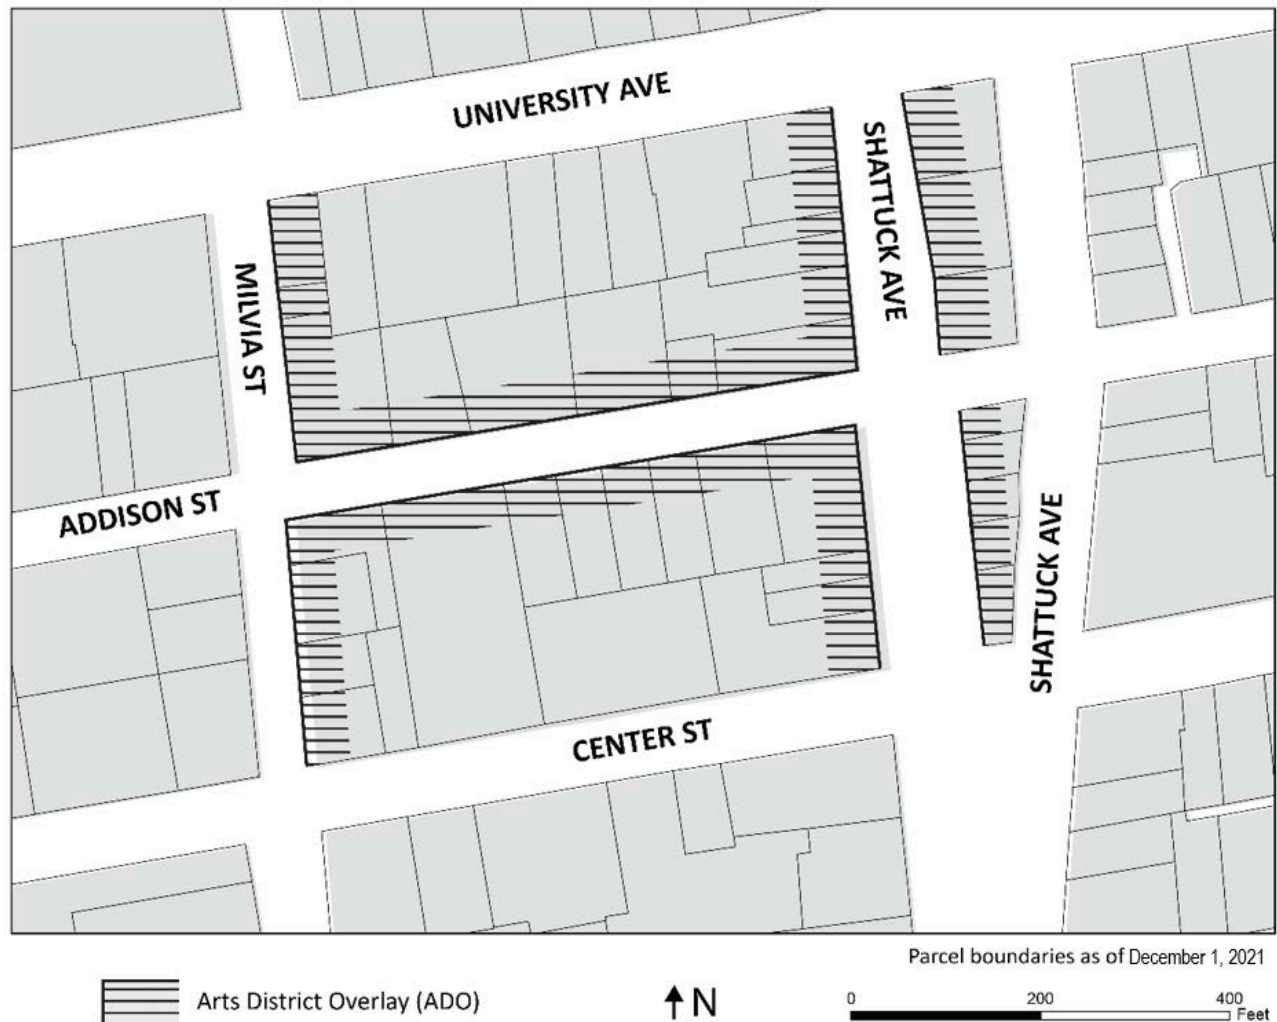 UNIVERSITY AVE
SHATTUCK AVE
MILVIA ST
ADDISON ST
SHATTUCK AVE
CENTER ST
Parcel boundaries as of December 1, 2021
Arts District Overlay (ADO)
N
0 200 400
Feet